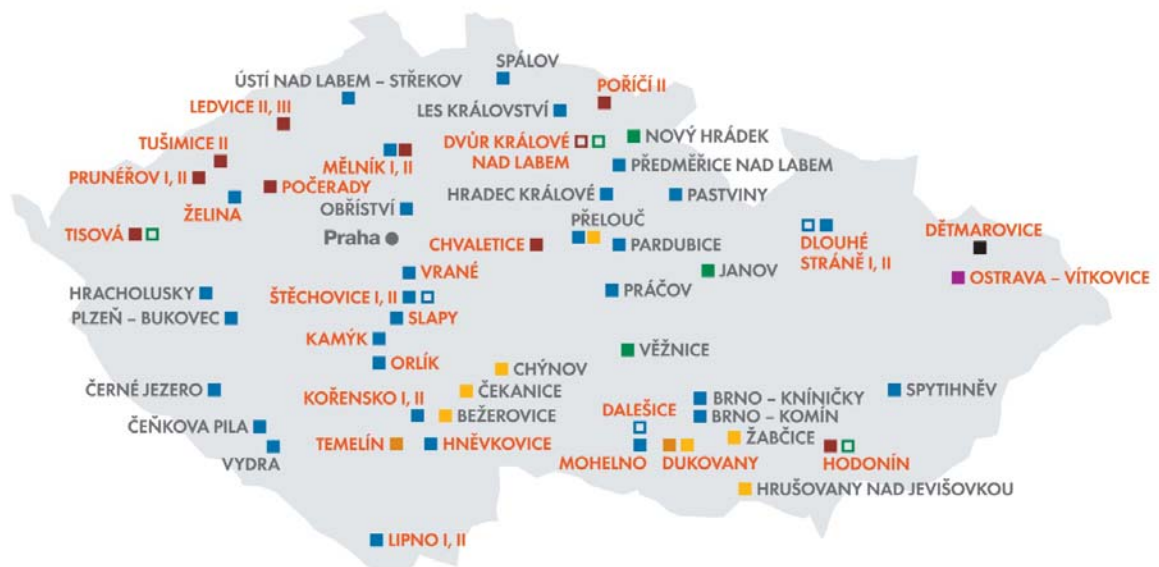 SPÁLOV
ÚSTÍ NAD LABEM – STŘEKOV
POŘÍČÍ II
LEDVICE II, III
LES KRÁLOVSTVÍ
TUŠIMICE II
DVŮR KRÁLOVÉ
NAD LABEM
NOVÝ HRÁDEK
MĚLNÍK I, II
PŘEDMĚŘICE NAD LABEM
PRUNÉŘOV I, II
POČERADY
HRADEC KRÁLOVÉ
PASTVINY
ŽELINA
OBŘÍSTVÍ
PŘELOUČ
TISOVÁ
Praha
CHVALETICE
PARDUBICE
DLOUHÉ
STRÁNĚ I, II
DĚTMAROVICE
VRANÉ
JANOV
OSTRAVA – VÍTKOVICE
HRACHOLUSKY
ŠTĚCHOVICE I, II
PRÁČOV
PLZEŇ – BUKOVEC
SLAPY
KAMÝK
VĚŽNICE
ORLÍK
CHÝNOV
ČERNÉ JEZERO
ČEKANICE
SPYTIHNĚV
KOŘENSKO I, II
BRNO – KNÍNIČKY
BEŽEROVICE
BRNO – KOMÍN
DALEŠICE
ČEŇKOVA PILA
ŽABČICE
TEMELÍN
HNĚVKOVICE
VYDRA
MOHELNO
DUKOVANY
HODONÍN
HRUŠOVANY NAD JEVIŠOVKOU
LIPNO I, II